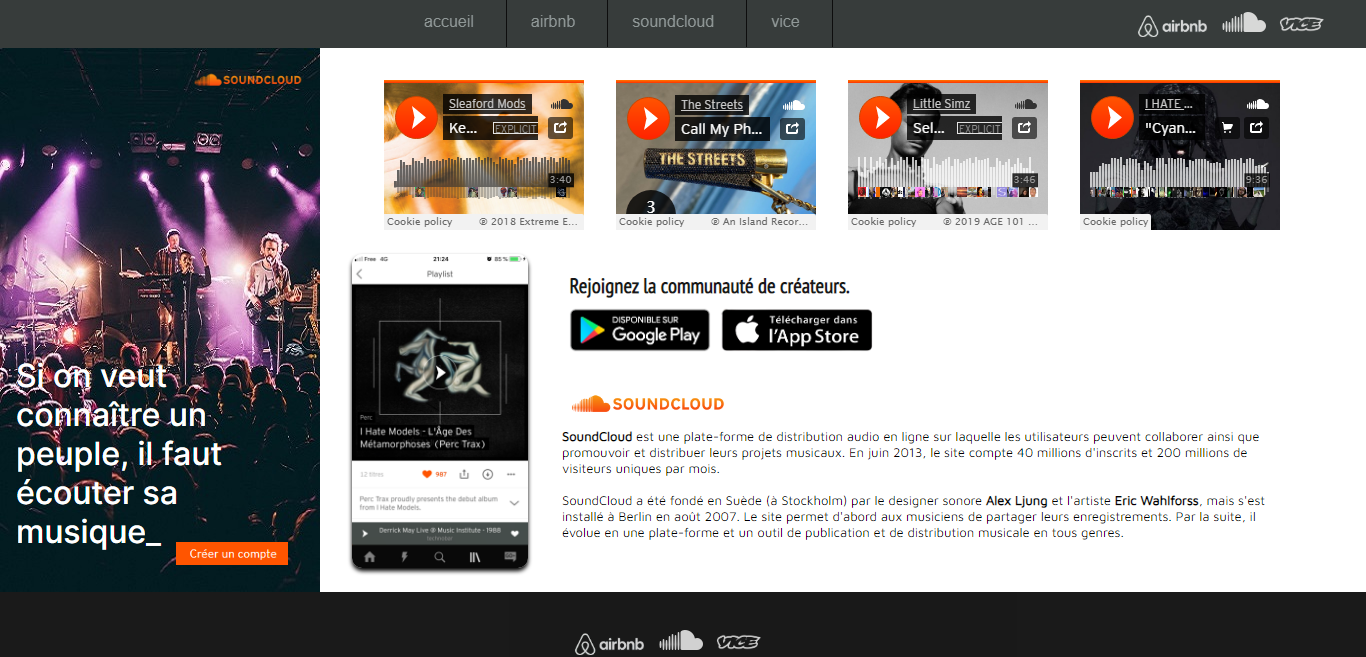 accueil
airbnb
soundcloud
vice
airbnb
VICE
SOUNDCLOUD
Si on veut
connaître un
peuple, il faut
écouter sa
musique_
Créer un compte
Sleaford Mods
Ke...
EXPLICIT
3:40
Cookie policy
℗ 2018 Extreme E...
The Streets
Call My Ph...
THE STREETS
3
Cookie policy
℗ An Island Recor...
Little Simz
Sel...
EXPLICIT
3:46
Cookie policy
℗ 2019 AGE 101 ...
I HATE ...
"Cyan...
9:36
Cookie policy
Free 4G
21:24
85 %
Playlist
Perc
I Hate Models - L'Âge Des
Métamorphoses (Perc Trax)
12 titres
987
Perc Trax proudly presents the debut album
from I Hate Models.
Derrick May Live @ Music Institute - 1988
Rejoignez la communauté de créateurs.
DISPONIBLE SUR
Google Play
Télécharger dans
l'App Store
SOUNDCLOUD
SoundCloud est une plate-forme de distribution audio en ligne sur laquelle les utilisateurs peuvent collaborer ainsi que
promouvoir et distribuer leurs projets musicaux. En juin 2013, le site compte 40 millions d'inscrits et 200 millions de
visiteurs uniques par mois.
SoundCloud a été fondé en Suède (à Stockholm) par le designer sonore Alex Ljung et l'artiste Eric Wahlforss, mais s'est
installé à Berlin en août 2007. Le site permet d'abord aux musiciens de partager leurs enregistrements. Par la suite, il
évolue en une plate-forme et un outil de publication et de distribution musicale en tous genres.
airbnb
VICE